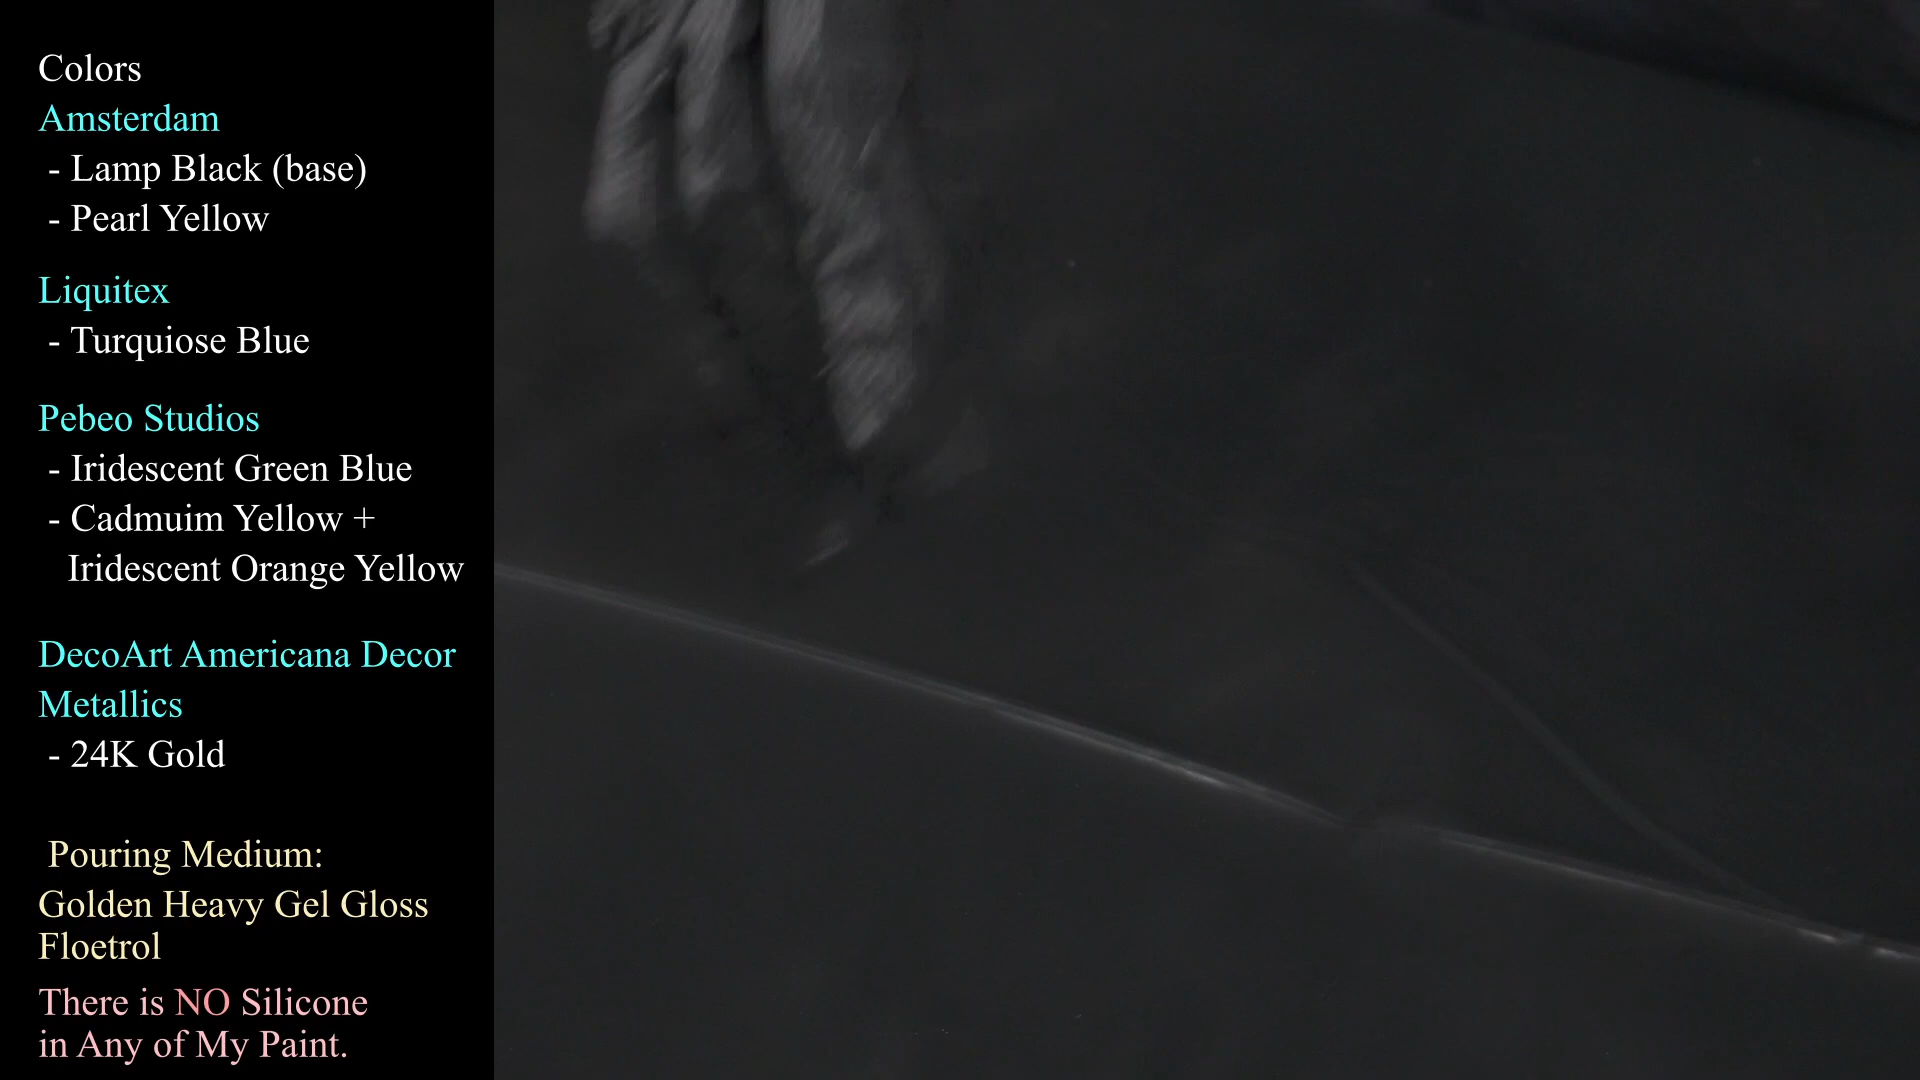 Colors
Amsterdam
- Lamp Black (base)
- Pearl Yellow
Liquitex
- Turquiose Blue
Pebeo Studios
- Iridescent Green Blue
- Cadmuim Yellow +
Iridescent Orange Yellow
DecoArt Americana Decor
Metallics
- 24K Gold
Pouring Medium:
Golden Heavy Gel Gloss
Floetrol
There is NO Silicone
in Any of My Paint.